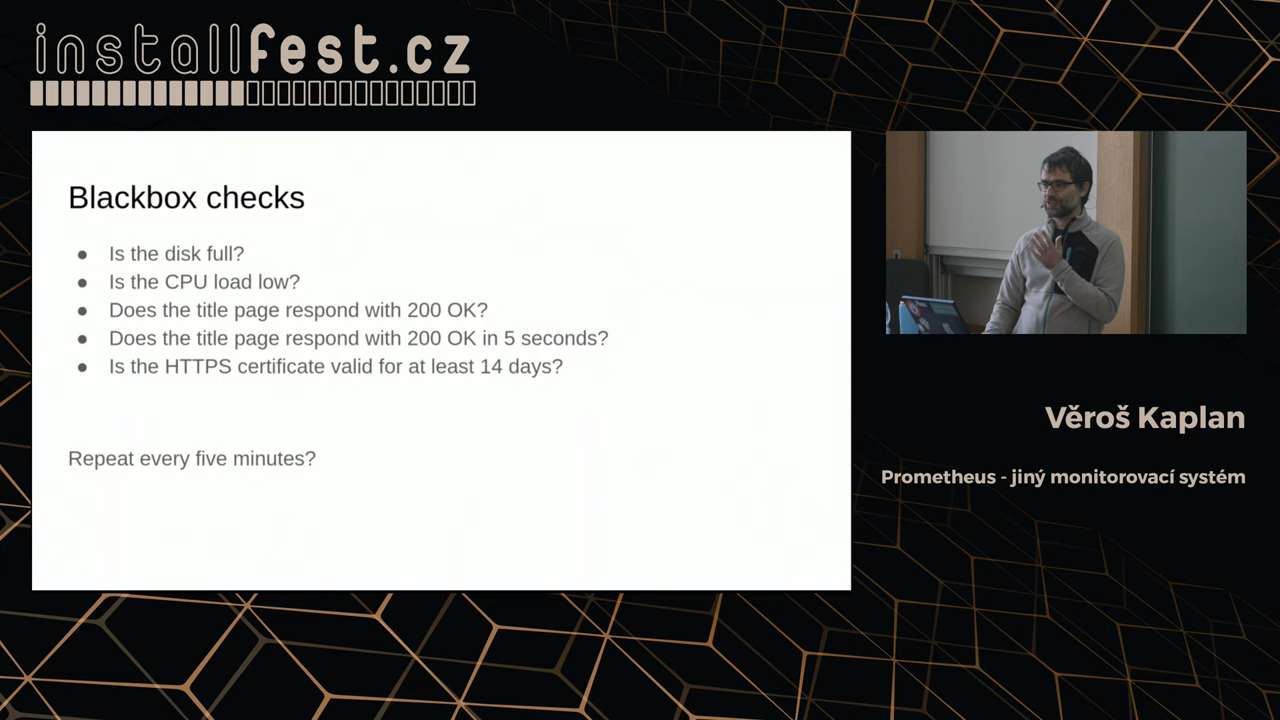 installfest.cz
Blackbox checks
● Is the disk full?
● Is the CPU load low?
● Does the title page respond with 200 OK?
● Does the title page respond with 200 OK in 5 seconds?
● Is the HTTPS certificate valid for at least 14 days?
Repeat every five minutes?
Věroš Kaplan
Prometheus - jiný monitorovací systém